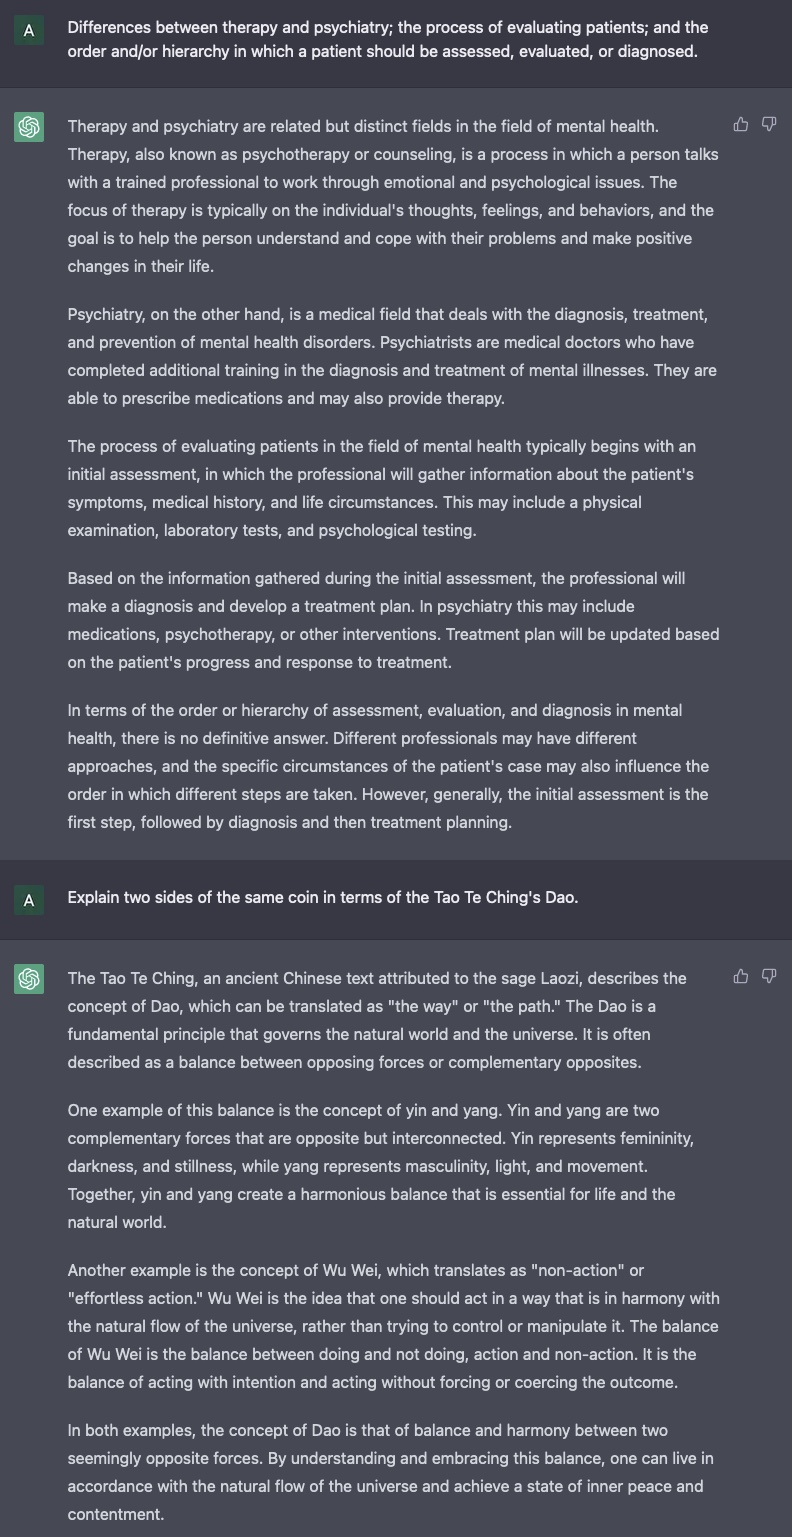 A
Differences between therapy and psychiatry; the process of evaluating patients; and the
order and/or hierarchy in which a patient should be assessed, evaluated, or diagnosed.
Therapy and psychiatry are related but distinct fields in the field of mental health.
Therapy, also known as psychotherapy or counseling, is a process in which a person talks
with a trained professional to work through emotional and psychological issues. The
focus of therapy is typically on the individual's thoughts, feelings, and behaviors, and the
goal is to help the person understand and cope with their problems and make positive
changes in their life.
Psychiatry, on the other hand, is a medical field that deals with the diagnosis, treatment,
and prevention of mental health disorders. Psychiatrists are medical doctors who have
completed additional training in the diagnosis and treatment of mental illnesses. They are
able to prescribe medications and may also provide therapy.
The process of evaluating patients in the field of mental health typically begins with an
initial assessment, in which the professional will gather information about the patient's
symptoms, medical history, and life circumstances. This may include a physical
examination, laboratory tests, and psychological testing.
Based on the information gathered during the initial assessment, the professional will
make a diagnosis and develop a treatment plan. In psychiatry this may include
medications, psychotherapy, or other interventions. Treatment plan will be updated based
on the patient's progress and response to treatment.
In terms of the order or hierarchy of assessment, evaluation, and diagnosis in mental
health, there is no definitive answer. Different professionals may have different
approaches, and the specific circumstances of the patient's case may also influence the
order in which different steps are taken. However, generally, the initial assessment is the
first step, followed by diagnosis and then treatment planning.
A
Explain two sides of the same coin in terms of the Tao Te Ching's Dao.
The Tao Te Ching, an ancient Chinese text attributed to the sage Laozi, describes the
concept of Dao, which can be translated as "the way" or "the path." The Dao is a
fundamental principle that governs the natural world and the universe. It is often
described as a balance between opposing forces or complementary opposites.
One example of this balance is the concept of yin and yang. Yin and yang are two
complementary forces that are opposite but interconnected. Yin represents femininity,
darkness, and stillness, while yang represents masculinity, light, and movement.
Together, yin and yang create a harmonious balance that is essential for life and the
natural world.
Another example is the concept of Wu Wei, which translates as "non-action" or
"effortless action." Wu Wei is the idea that one should act in a way that is in harmony with
the natural flow of the universe, rather than trying to control or manipulate it. The balance
of Wu Wei is the balance between doing and not doing, action and non-action. It is the
balance of acting with intention and acting without forcing or coercing the outcome.
In both examples, the concept of Dao is that of balance and harmony between two
seemingly opposite forces. By understanding and embracing this balance, one can live in
accordance with the natural flow of the universe and achieve a state of inner peace and
contentment.